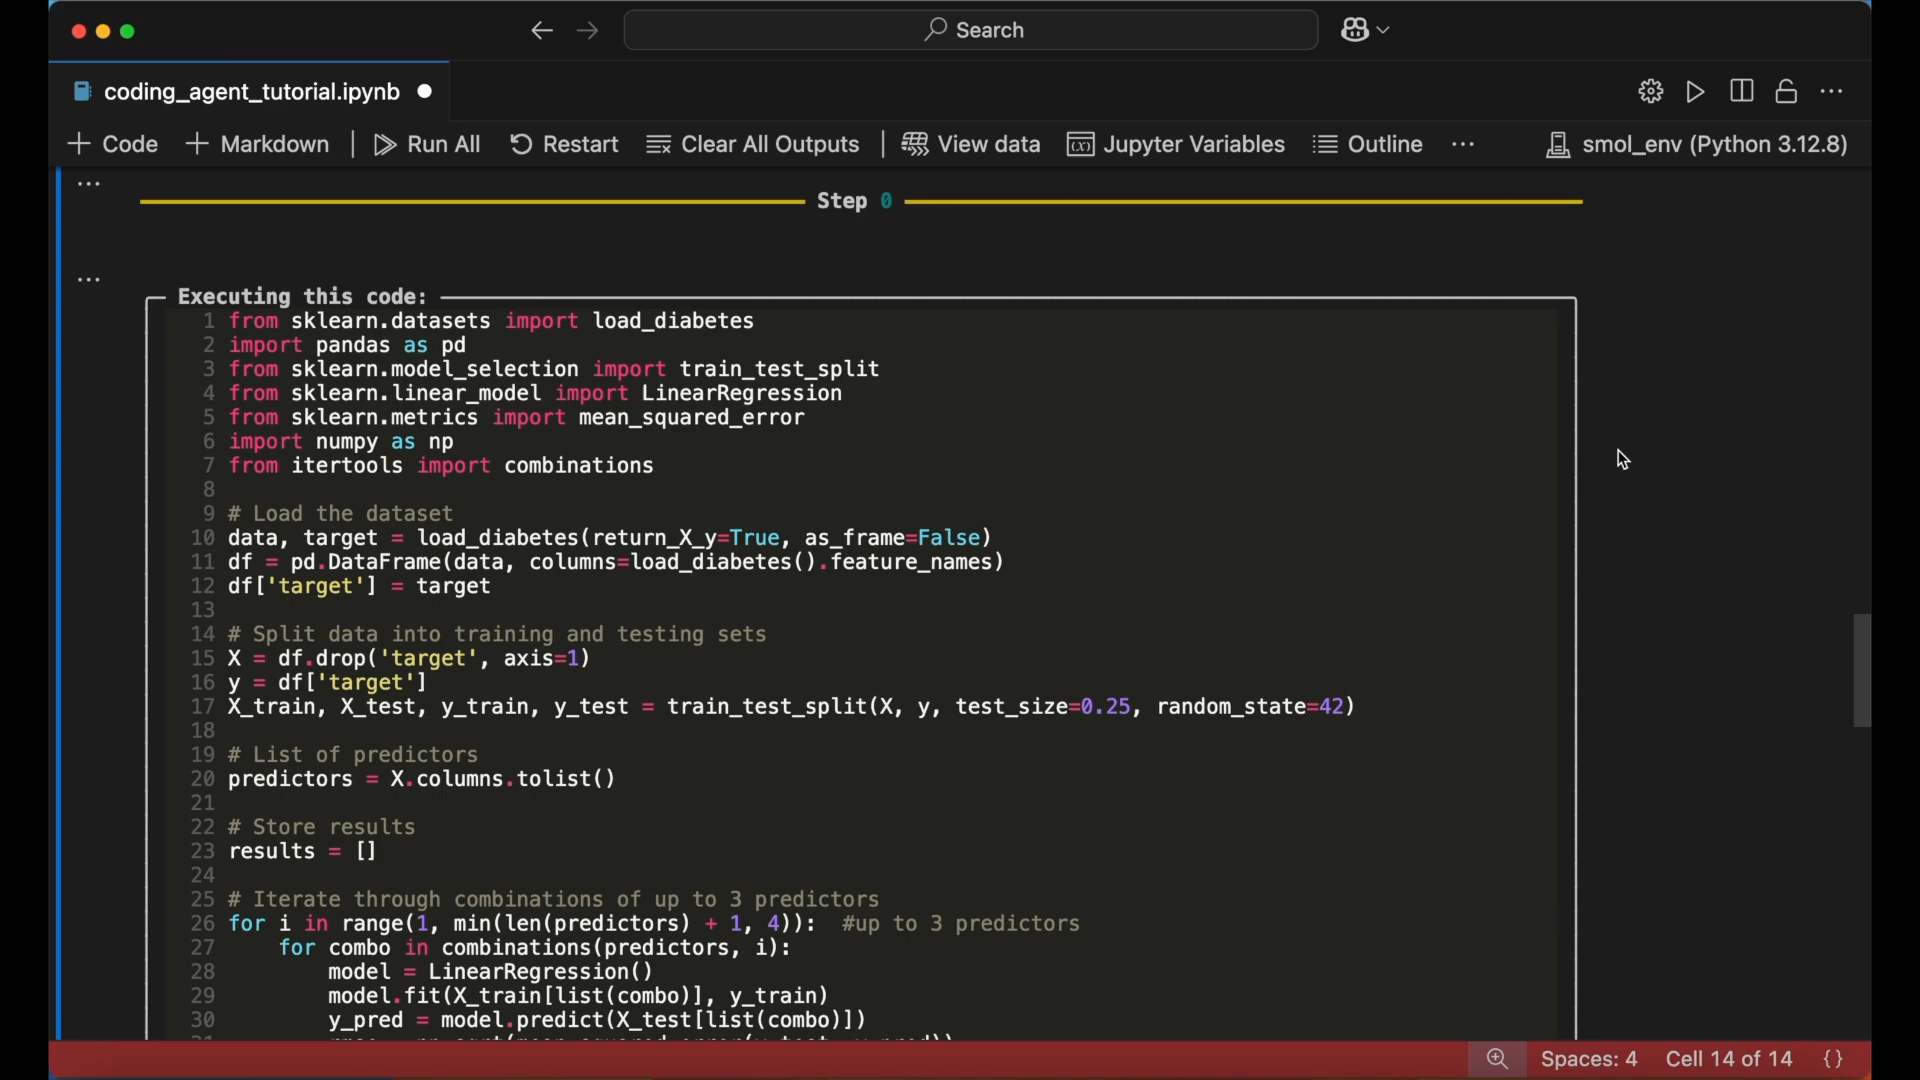 Search
coding_agent_tutorial.ipynb
+ Code + Markdown Run All Restart Clear All Outputs View data Jupyter Variables Outline ... smol_env (Python 3.12.8)
...
Step 0
...
Executing this code:
1 from sklearn.datasets import load_diabetes
2 import pandas as pd
3 from sklearn.model_selection import train_test_split
4 from sklearn.linear_model import LinearRegression
5 from sklearn.metrics import mean_squared_error
6 import numpy as np
7 from itertools import combinations
8
9 # Load the dataset
10 data, target = load_diabetes(return_X_y=True, as_frame=False)
11 df = pd.DataFrame(data, columns=load_diabetes().feature_names)
12 df['target'] = target
13
14 # Split data into training and testing sets
15 X = df.drop('target', axis=1)
16 y = df['target']
17 X_train, X_test, y_train, y_test = train_test_split(X, y, test_size=0.25, random_state=42)
18
19 # List of predictors
20 predictors = X.columns.tolist()
21
22 # Store results
23 results = []
24
25 # Iterate through combinations of up to 3 predictors
26 for i in range(1, min(len(predictors) + 1, 4)):  #up to 3 predictors
27     for combo in combinations(predictors, i):
28         model = LinearRegression()
29         model.fit(X_train[list(combo)], y_train)
30         y_pred = model.predict(X_test[list(combo)])
Spaces: 4 Cell 14 of 14 {}